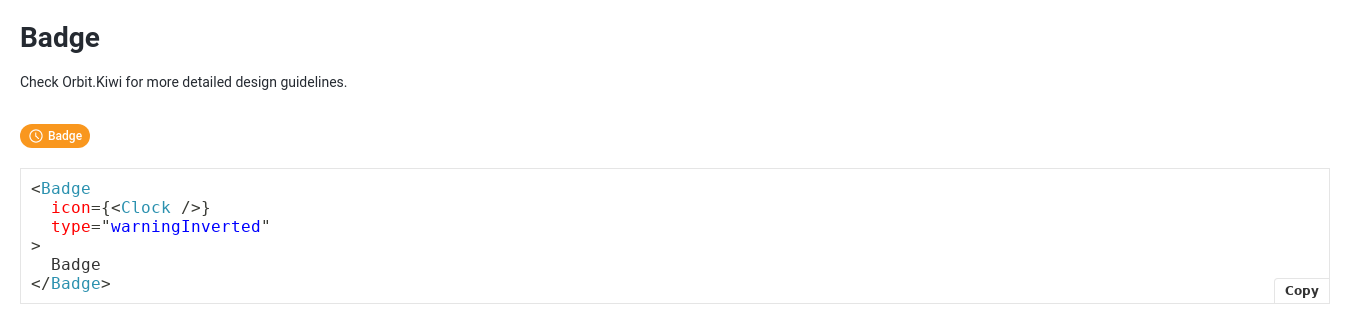 Badge
Check Orbit.Kiwi for more detailed design guidelines.
Badge
<Badge
  icon={<Clock />}
  type="warningInverted"
>
  Badge
</Badge>
Copy